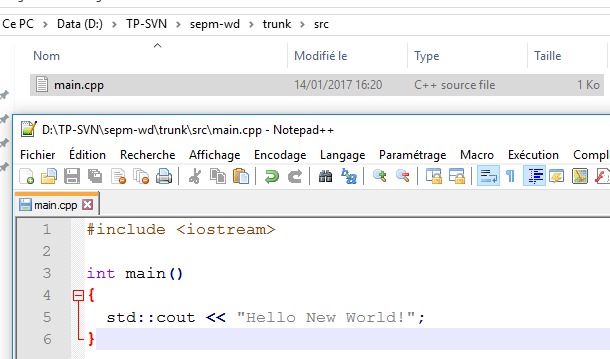 Ce PC > Data (D:) > TP-SVN > sepm-wd > trunk > src
Nom Modifié le Type Taille
main.cpp 14/01/2017 16:20 C++ source file 1 Ko
D:\TP-SVN\sepm-wd\trunk\src\main.cpp - Notepad++
Fichier Édition Recherche Affichage Encodage Langage Paramétrage Macro Exécution Compl
main.cpp
1 #include <iostream>
2
3 int main()
4 {
5 std::cout << "Hello New World!";
6 }